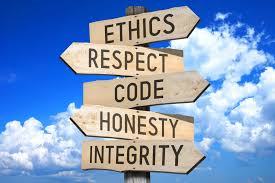 ETHICS
RESPECT
CODE
HONESTY
INTEGRITY